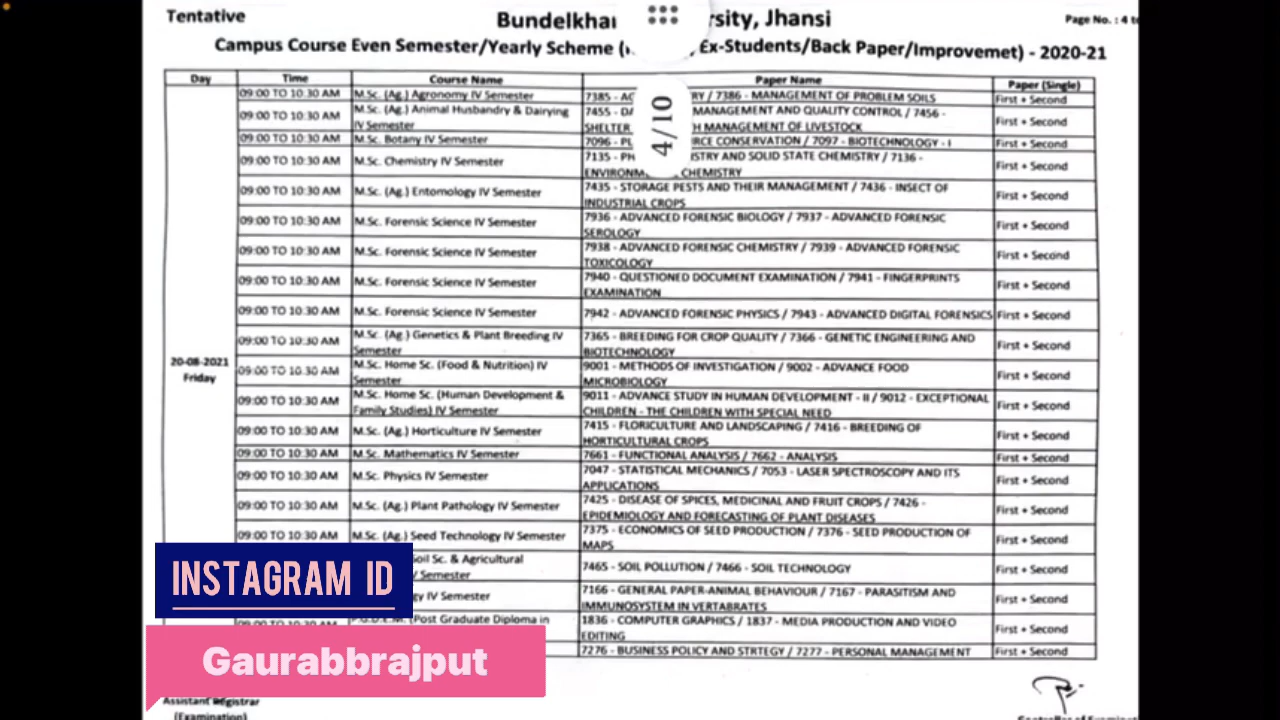 Tentative
Bundelkha rsity, Jhansi
Page No. : 4 to
Campus Course Even Semester/Yearly Scheme ( Ex-Students/Back Paper/Improvemet) - 2020-21
4/10
Day Time Course Name Paper Name Paper (Single)
20-08-2021
Friday
09:00 TO 10:30 AM M.Sc. (Ag.) Agronomy IV Semester 7385 - AC RY / 7386 - MANAGEMENT OF PROBLEM SOILS First + Second
09:00 TO 10:30 AM M.Sc. (Ag.) Animal Husbandry & Dairying 7455 - DA MANAGEMENT AND QUALITY CONTROL / 7456 - First + Second
IV Semester SHELTER H MANAGEMENT OF LIVESTOCK
09:00 TO 10:30 AM M.Sc. Botany IV Semester 7096 - PL RCE CONSERVATION / 7097 - BIOTECHNOLOGY - I First + Second
09:00 TO 10:30 AM M.Sc. Chemistry IV Semester 7135 - PH ISTRY AND SOLID STATE CHEMISTRY / 7136 - First + Second
ENVIRONM CHEMISTRY
09:00 TO 10:30 AM M.Sc. (Ag.) Entomology IV Semester 7435 - STORAGE PESTS AND THEIR MANAGEMENT / 7436 - INSECT OF First + Second
INDUSTRIAL CROPS
09:00 TO 10:30 AM M.Sc. Forensic Science IV Semester 7936 - ADVANCED FORENSIC BIOLOGY / 7937 - ADVANCED FORENSIC First + Second
SEROLOGY
09:00 TO 10:30 AM M.Sc. Forensic Science IV Semester 7938 - ADVANCED FORENSIC CHEMISTRY / 7939 - ADVANCED FORENSIC First + Second
TOXICOLOGY
09:00 TO 10:30 AM M.Sc. Forensic Science IV Semester 7940 - QUESTIONED DOCUMENT EXAMINATION / 7941 - FINGERPRINTS First + Second
EXAMINATION
09:00 TO 10:30 AM M.Sc. Forensic Science IV Semester 7942 - ADVANCED FORENSIC PHYSICS / 7943 - ADVANCED DIGITAL FORENSICS First + Second
09:00 TO 10:30 AM M.Sc. (Ag.) Genetics & Plant Breeding IV 7365 - BREEDING FOR CROP QUALITY / 7366 - GENETIC ENGINEERING AND First + Second
Semester BIOTECHNOLOGY
09:00 TO 10:30 AM M.Sc. Home Sc. (Food & Nutrition) IV 9001 - METHODS OF INVESTIGATION / 9002 - ADVANCE FOOD First + Second
Semester MICROBIOLOGY
09:00 TO 10:30 AM M.Sc. Home Sc. (Human Development & 9011 - ADVANCE STUDY IN HUMAN DEVELOPMENT - II / 9012 - EXCEPTIONAL First + Second
Family Studies) IV Semester CHILDREN - THE CHILDREN WITH SPECIAL NEED
09:00 TO 10:30 AM M.Sc. (Ag.) Horticulture IV Semester 7415 - FLORICULTURE AND LANDSCAPING / 7416 - BREEDING OF First + Second
HORTICULTURAL CROPS
09:00 TO 10:30 AM M.Sc. Mathematics IV Semester 7661 - FUNCTIONAL ANALYSIS / 7662 - ANALYSIS First + Second
09:00 TO 10:30 AM M.Sc. Physics IV Semester 7047 - STATISTICAL MECHANICS / 7053 - LASER SPECTROSCOPY AND ITS First + Second
APPLICATIONS
09:00 TO 10:30 AM M.Sc. (Ag.) Plant Pathology IV Semester 7425 - DISEASE OF SPICES, MEDICINAL AND FRUIT CROPS / 7426 - First + Second
EPIDEMIOLOGY AND FORECASTING OF PLANT DISEASES
09:00 TO 10:30 AM M.Sc. (Ag.) Seed Technology IV Semester 7375 - ECONOMICS OF SEED PRODUCTION / 7376 - SEED PRODUCTION OF First + Second
MAPS
oil Sc. & Agricultural 7465 - SOIL POLLUTION / 7466 - SOIL TECHNOLOGY First + Second
Semester
gy IV Semester 7166 - GENERAL PAPER-ANIMAL BEHAVIOUR / 7167 - PARASITISM AND First + Second
IMMUNOSYSTEM IN VERTABRATES
(Post Graduate Diploma in 1836 - COMPUTER GRAPHICS / 1837 - MEDIA PRODUCTION AND VIDEO First + Second
EDITING
7276 - BUSINESS POLICY AND STRTEGY / 7277 - PERSONAL MANAGEMENT First + Second
INSTAGRAM ID
Gaurabbrajput
Assistant Registrar
(Examination)